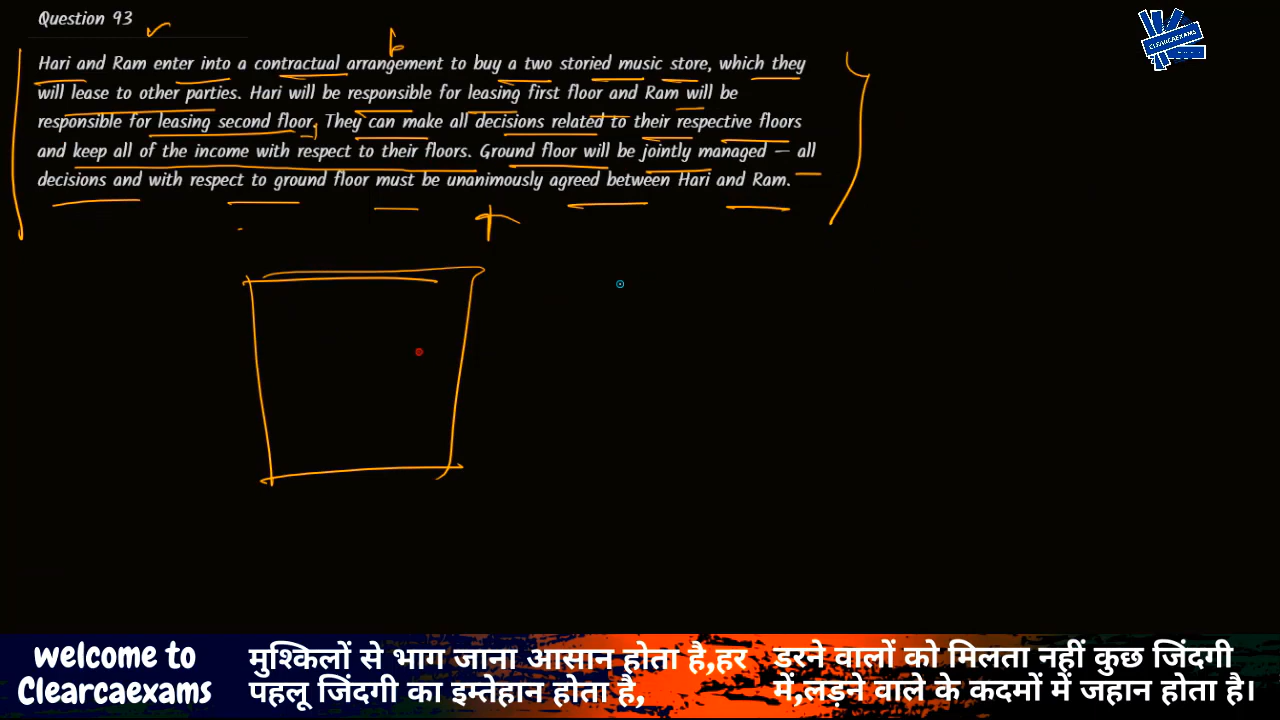 Question 93
CLEARCAEXAMS
Hari and Ram enter into a contractual arrangement to buy a two storied music store, which they
will lease to other parties. Hari will be responsible for leasing first floor and Ram will be
responsible for leasing second floor. They can make all decisions related to their respective floors
and keep all of the income with respect to their floors. Ground floor will be jointly managed – all
decisions and with respect to ground floor must be unanimously agreed between Hari and Ram.
welcome to
Clearcaexams
मुश्किलों से भाग जाना आसान होता है,हर
पहलू जिंदगी का इम्तेहान होता है,
डरने वालों को मिलता नहीं कुछ जिंदगी
में,लड़ने वाले के कदमों में जहान होता है।